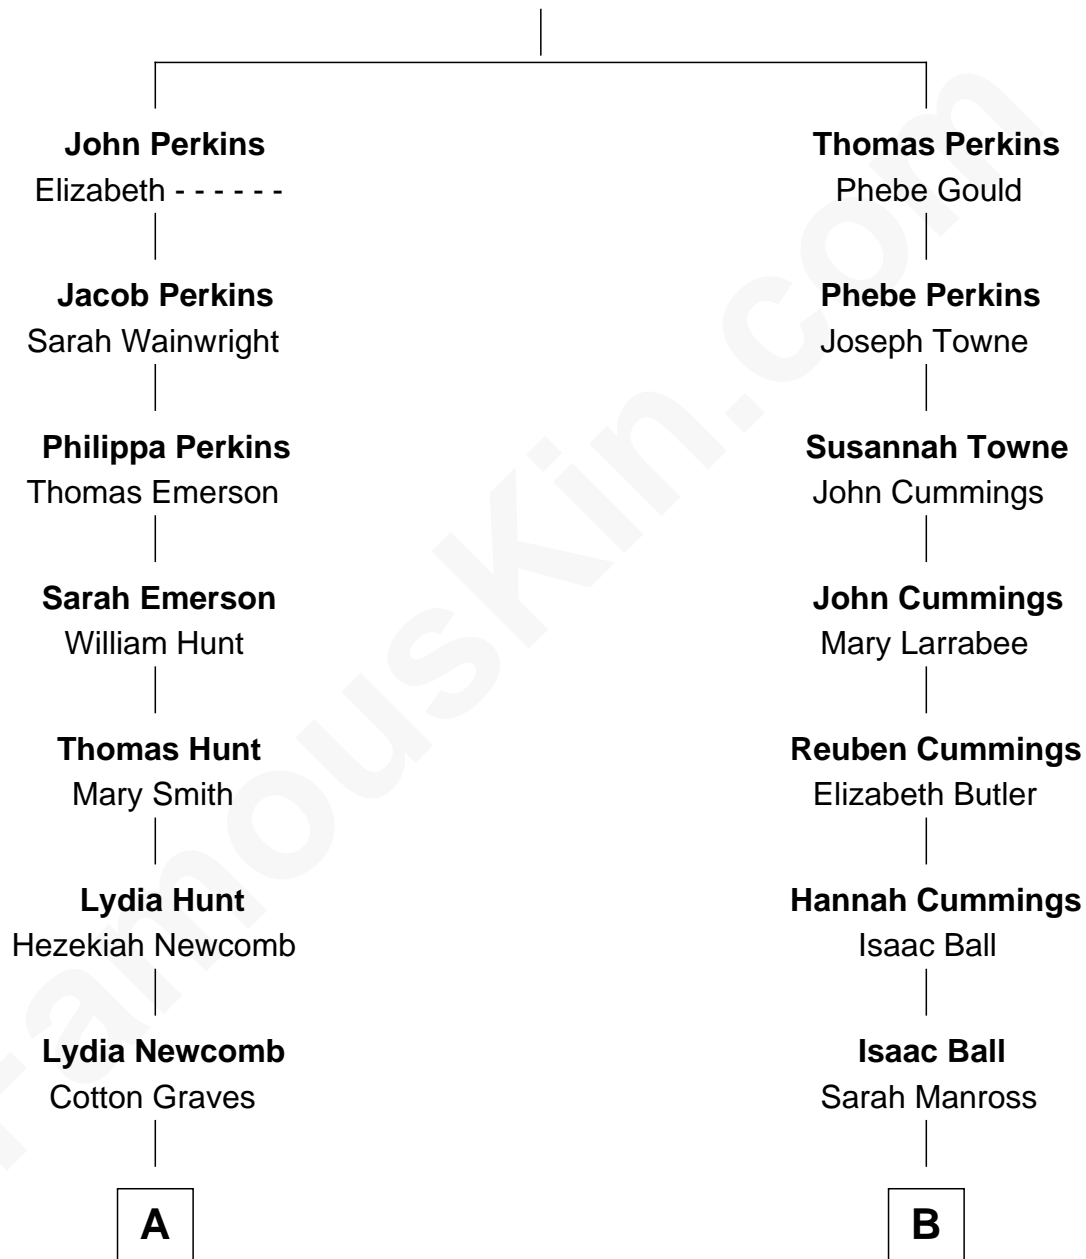 John Perkins
Elizabeth - - - - - -
Jacob Perkins
Sarah Wainwright
Philippa Perkins
Thomas Emerson
Sarah Emerson
William Hunt
Thomas Hunt
Mary Smith
Lydia Hunt
Hezekiah Newcomb
Lydia Newcomb
Cotton Graves
A
Thomas Perkins
Phebe Gould
Phebe Perkins
Joseph Towne
Susannah Towne
John Cummings
John Cummings
Mary Larrabee
Reuben Cummings
Elizabeth Butler
Hannah Cummings
Isaac Ball
Isaac Ball
Sarah Manross
B
FamousKin.com